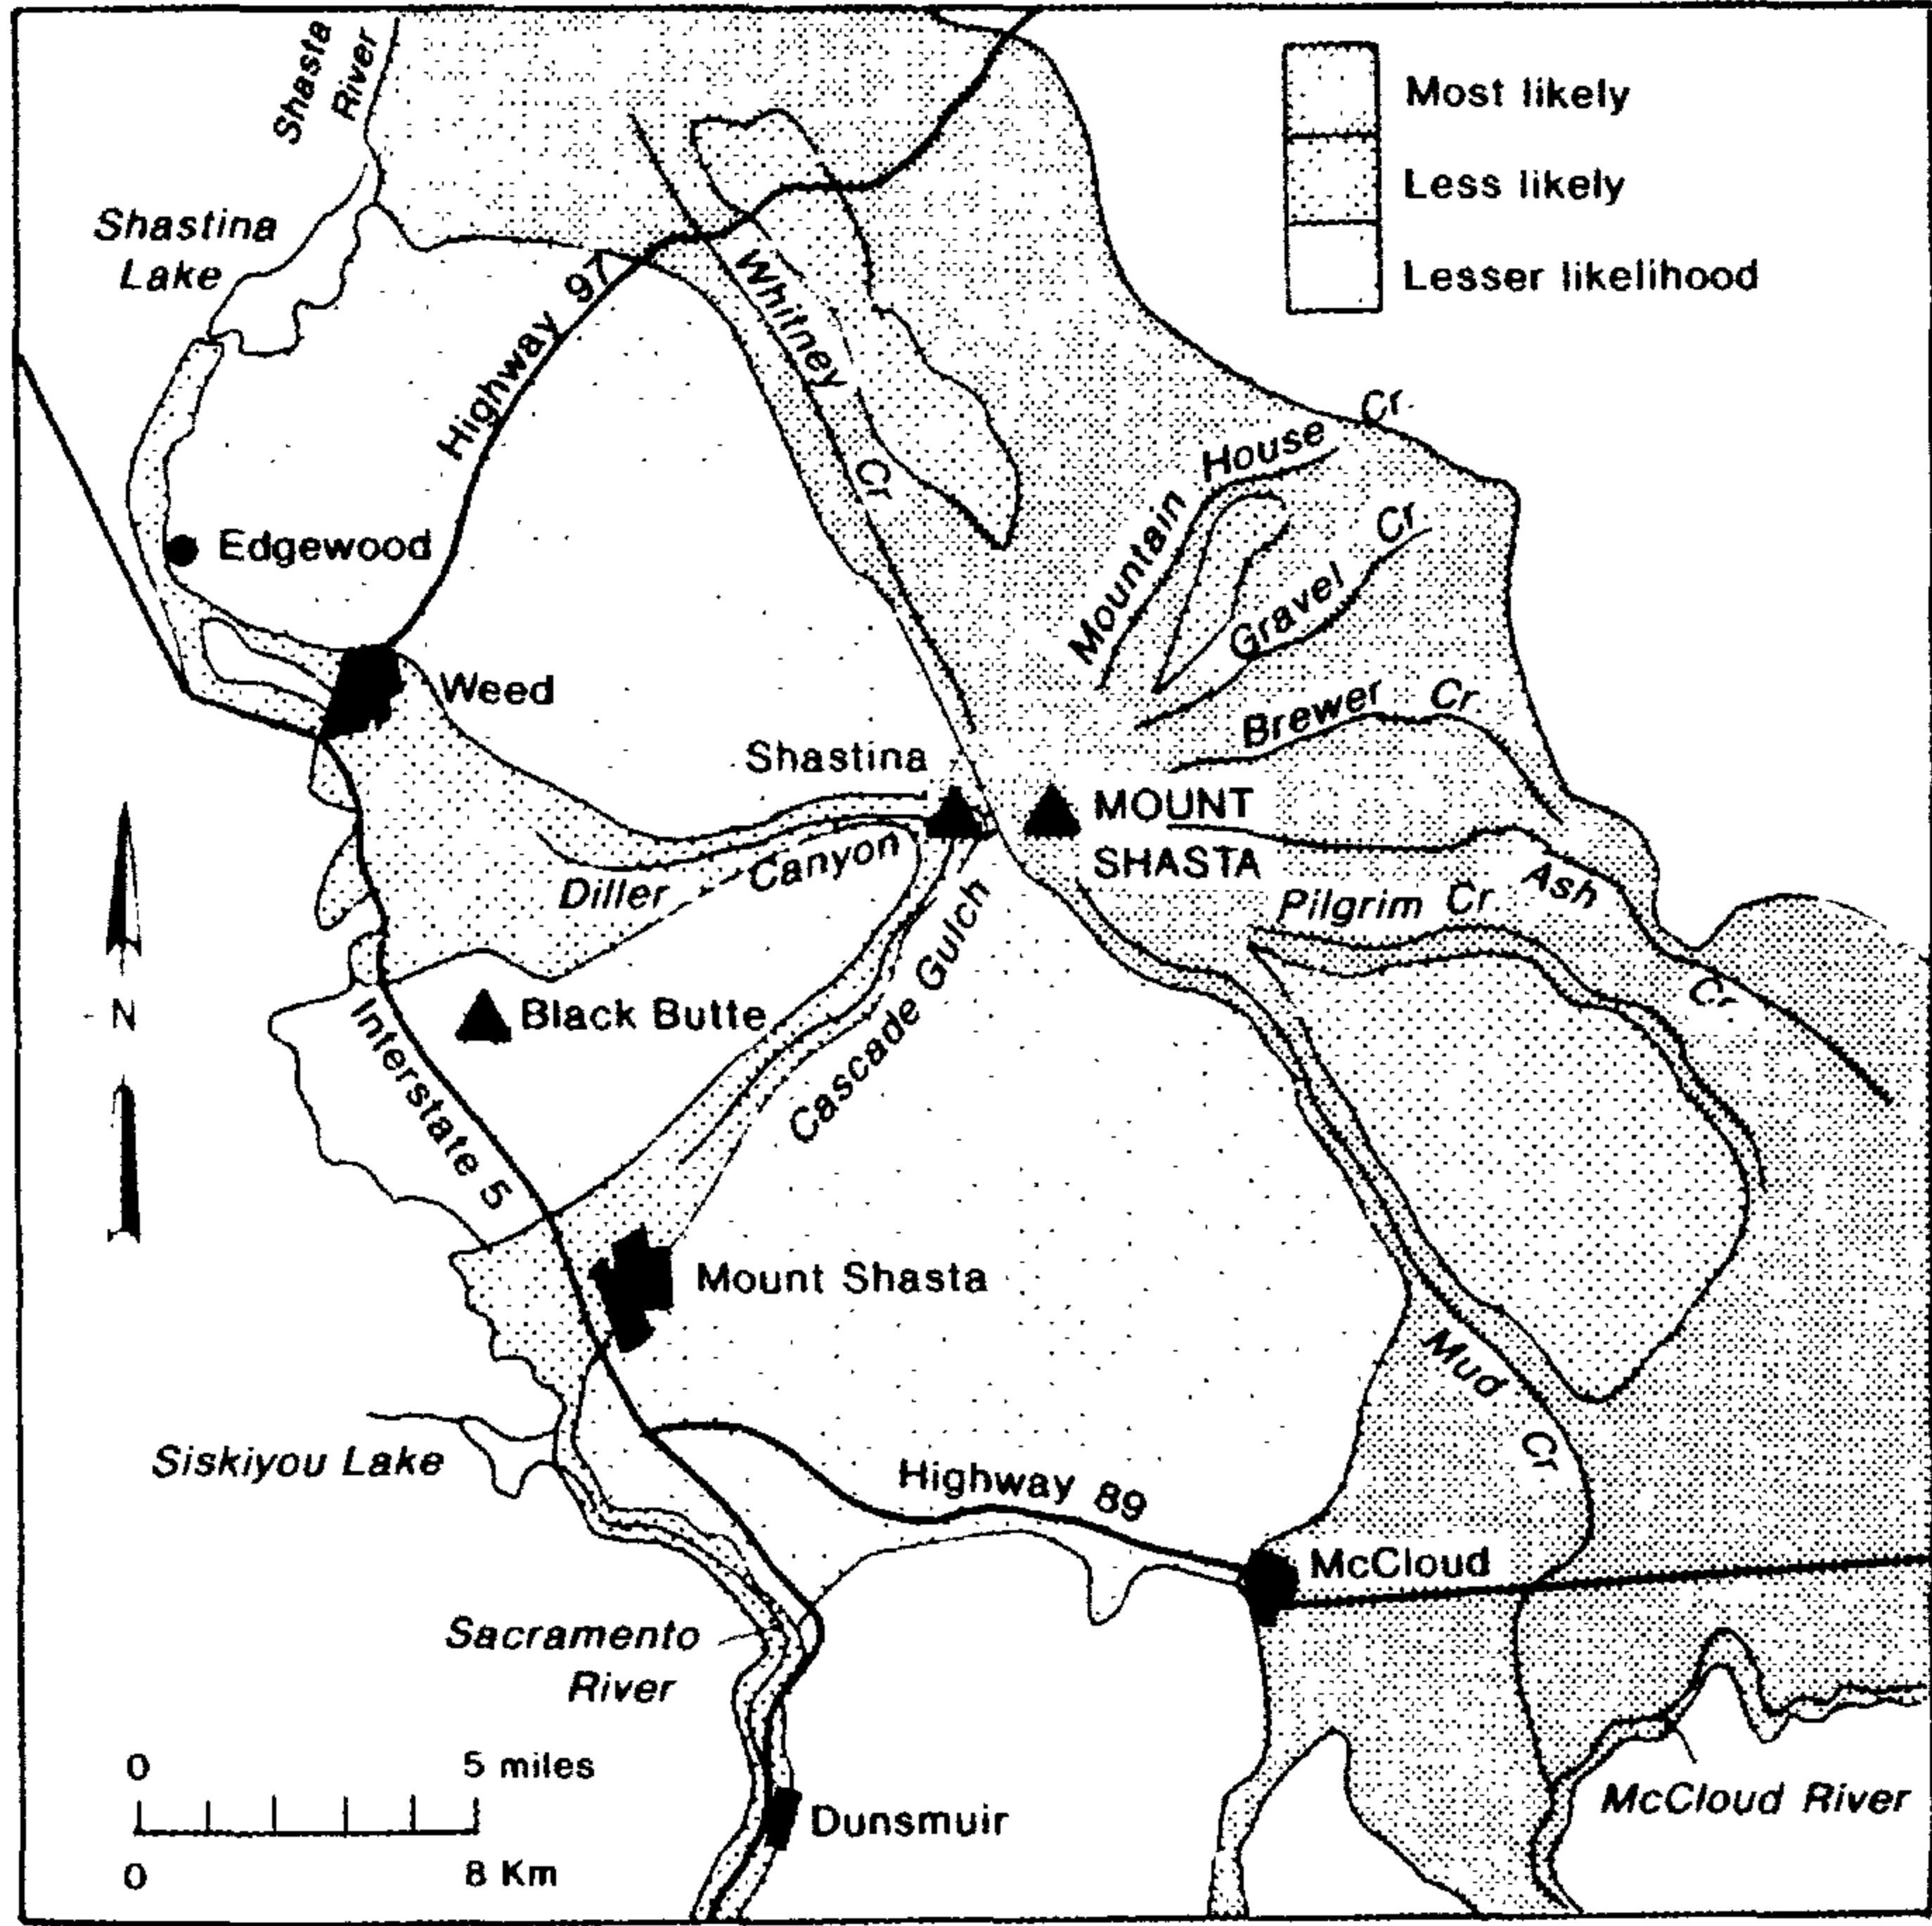 Shasta
River
Most likely
Less likely
Lesser likelihood
Shastina
Lake
Highway 97
Whitney Cr
Mountain House Cr.
Gravel Cr.
Edgewood
Weed
Brewer Cr.
Shastina
MOUNT
SHASTA
Diller Canyon
Ash Cr.
Pilgrim Cr.
Cascade Gulch
N
Black Butte
Interstate 5
Mount Shasta
Mud Cr.
Siskiyou Lake
Highway 89
McCloud
Sacramento
River
McCloud River
0 5 miles
0 8 Km
Dunsmuir